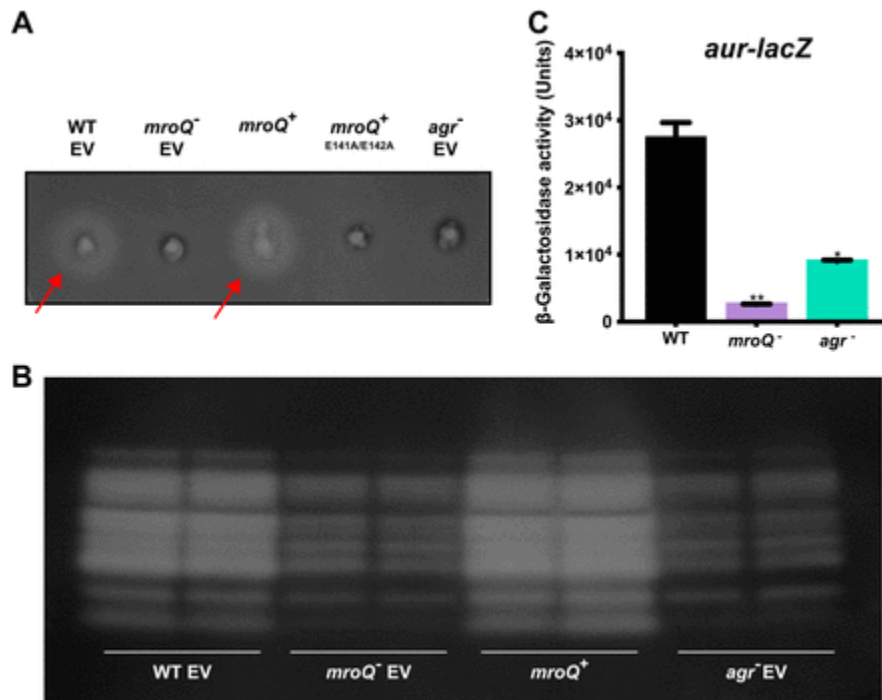 A
WT
EV
mroQ⁻
EV
mroQ⁺
mroQ⁺
E141A/E142A
agr⁻
EV
C
aur-lacZ
β-Galactosidase activity (Units)
4×10⁴
3×10⁴
2×10⁴
1×10⁴
0
**
*
WT
mroQ⁻
agr⁻
B
WT EV
mroQ⁻ EV
mroQ⁺
agr⁻ EV